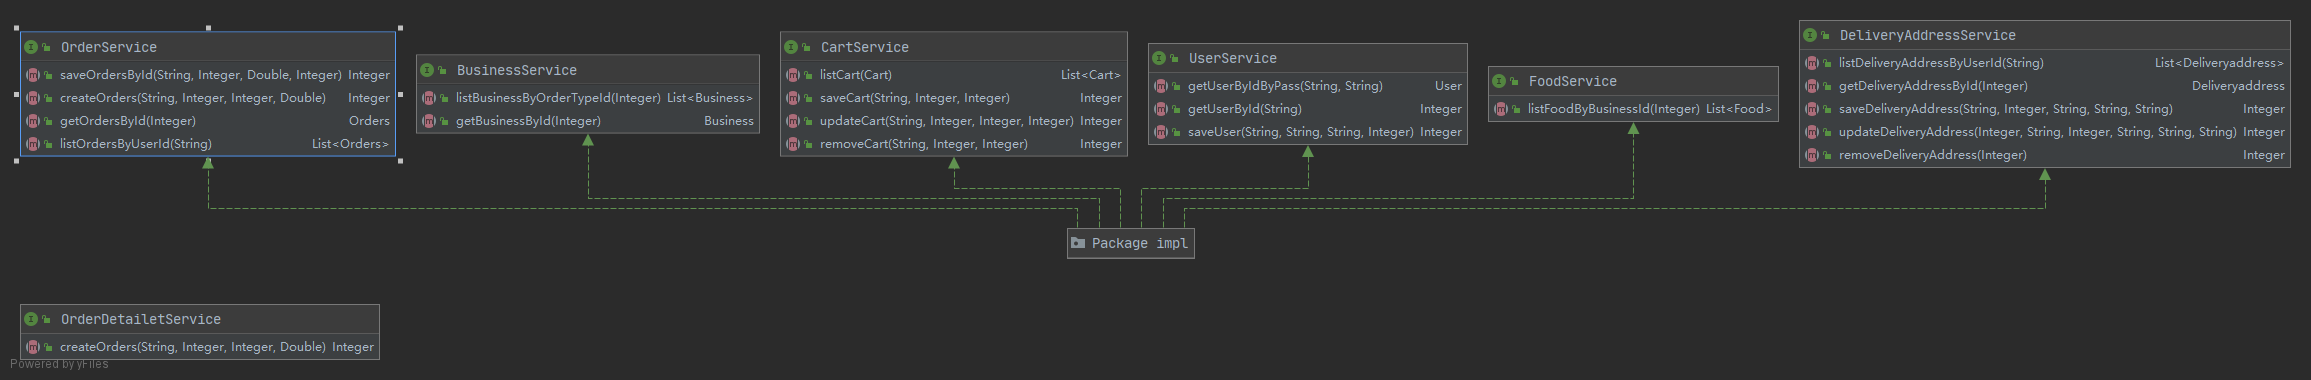 OrderService
saveOrdersById(String, Integer, Double, Integer) Integer
createOrders(String, Integer, Integer, Double) Integer
getOrdersById(Integer) Orders
listOrdersByUserId(String) List<Orders>
BusinessService
listBusinessByOrderTypeId(Integer) List<Business>
getBusinessById(Integer) Business
CartService
listCart(Cart) List<Cart>
saveCart(String, Integer, Integer) Integer
updateCart(String, Integer, Integer, Integer) Integer
removeCart(String, Integer, Integer) Integer
UserService
getUserByIdByPass(String, String) User
getUserById(String) Integer
saveUser(String, String, String, Integer) Integer
FoodService
listFoodByBusinessId(Integer) List<Food>
DeliveryAddressService
listDeliveryAddressByUserId(String) List<Deliveryaddress>
getDeliveryAddressById(Integer) Deliveryaddress
saveDeliveryAddress(String, Integer, String, String, String) Integer
updateDeliveryAddress(Integer, String, Integer, String, String, String) Integer
removeDeliveryAddress(Integer) Integer
Package impl
OrderDetailetService
createOrders(String, Integer, Integer, Double) Integer
Powered by yFiles